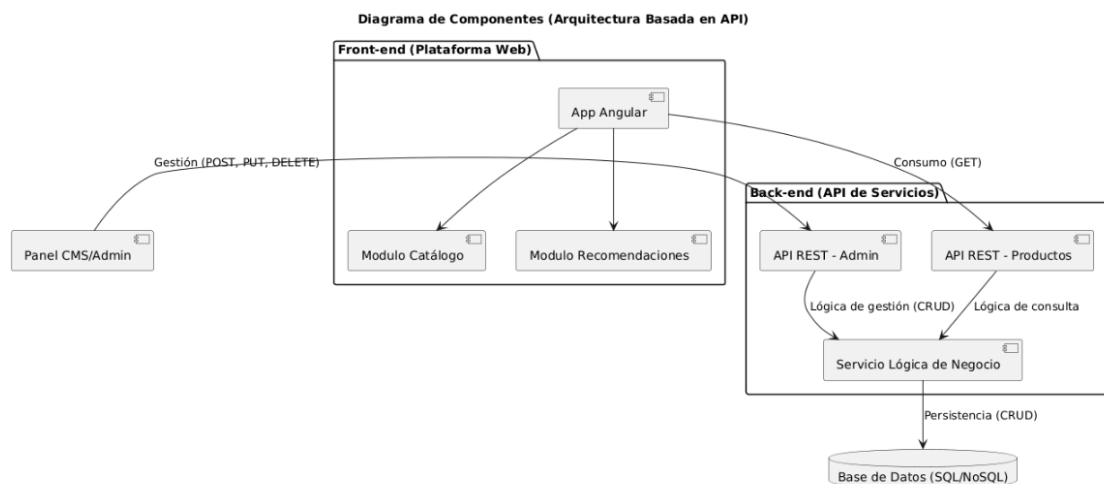 Diagrama de Componentes (Arquitectura Basada en API)
Front-end (Plataforma Web)
App Angular
Gestión (POST, PUT, DELETE)
Consumo (GET)
Back-end (API de Servicios)
Panel CMS/Admin
Modulo Catálogo
Modulo Recomendaciones
API REST - Admin
API REST - Productos
Lógica de gestión (CRUD)
Lógica de consulta
Servicio Lógica de Negocio
Persistencia (CRUD)
Base de Datos (SQL/NoSQL)